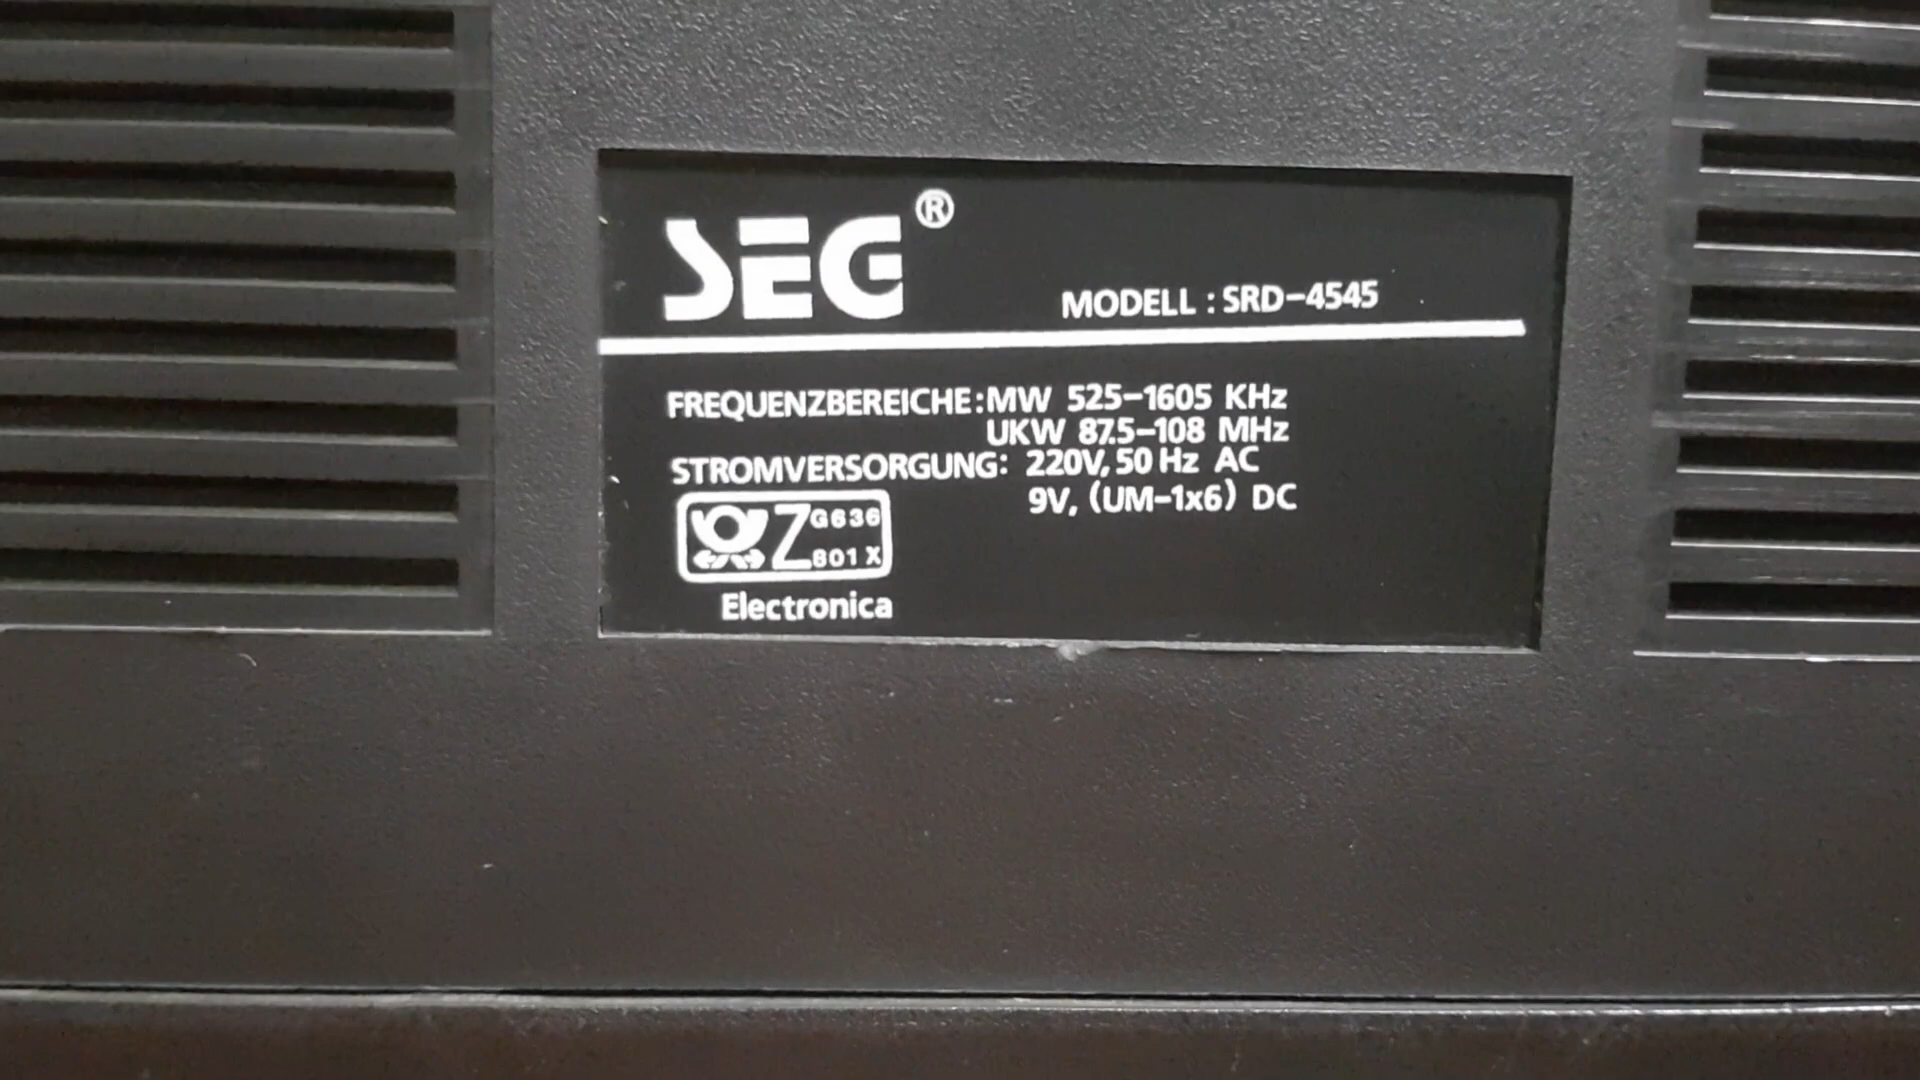 SEG®
MODELL : SRD-4545
FREQUENZBEREICHE: MW 525-1605 KHz
UKW 87.5-108 MHz
STROMVERSORGUNG: 220V, 50 Hz AC
9V, (UM-1x6) DC
Z G636
801 X
Electronica